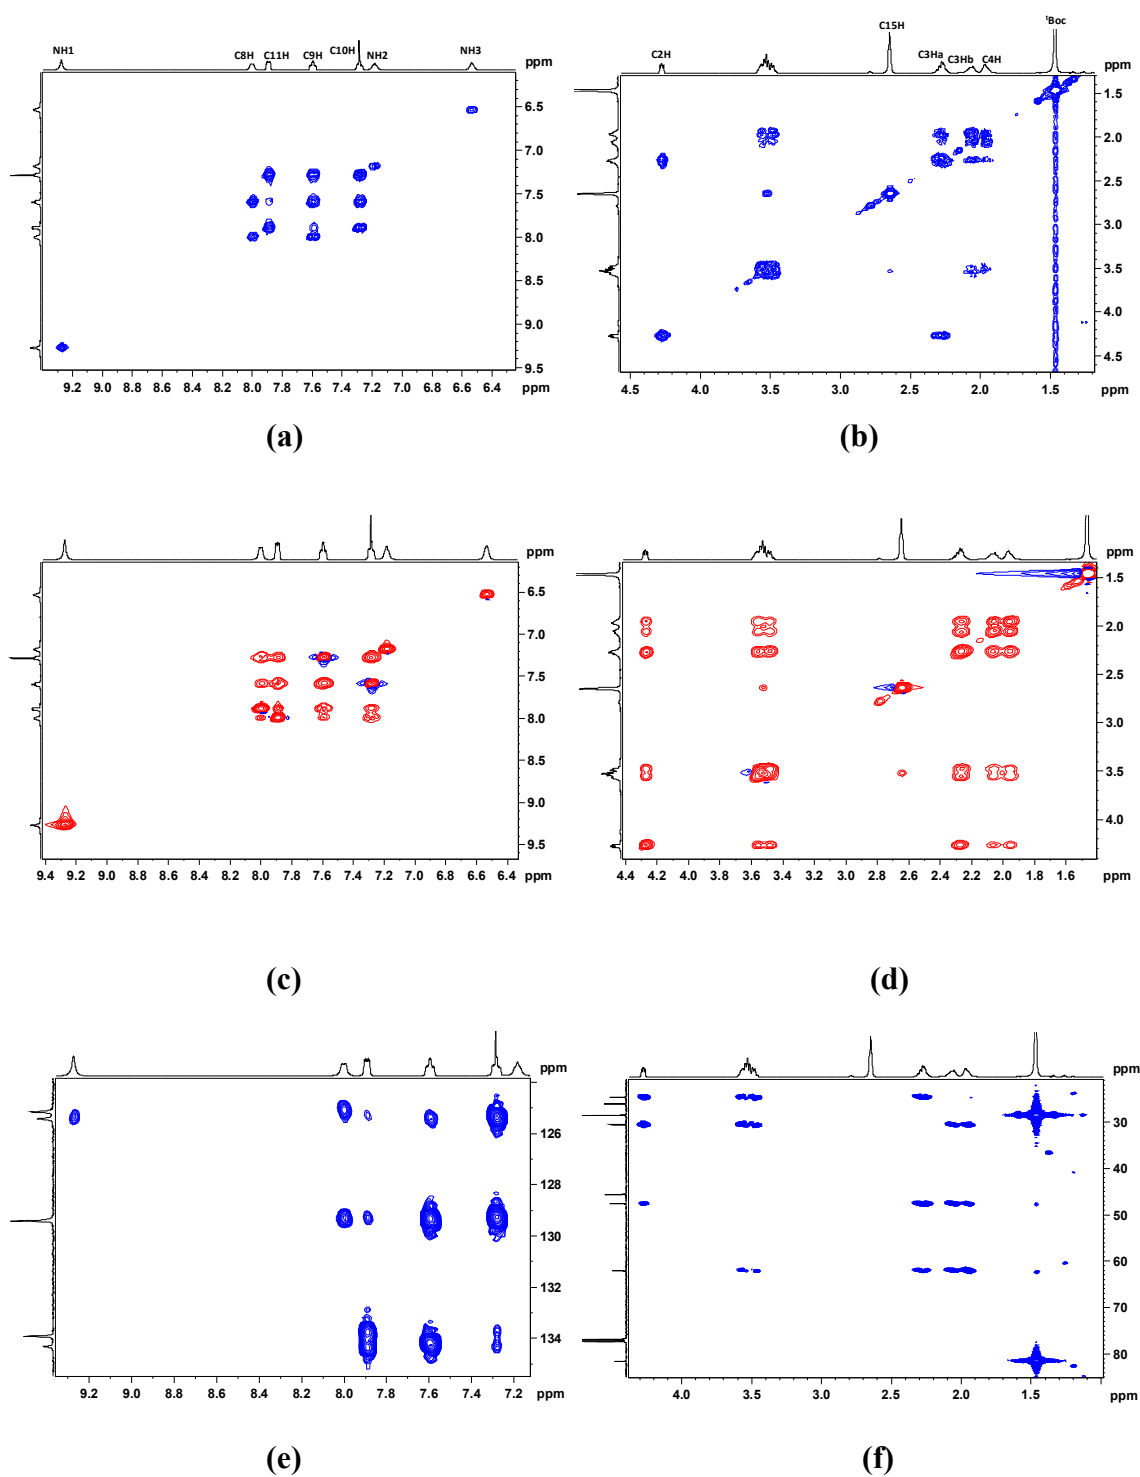 NH1 C8H C11H C9H C10H NH2 NH3
ppm
6.5
7.0
7.5
8.0
8.5
9.0
9.5
9.2 9.0 8.8 8.6 8.4 8.2 8.0 7.8 7.6 7.4 7.2 7.0 6.8 6.6 6.4 ppm
(a)
C2H C15H C3Ha C3Hb C4H tBoc
ppm
1.5
2.0
2.5
3.0
3.5
4.0
4.5
4.5 4.0 3.5 3.0 2.5 2.0 1.5 ppm
(b)
ppm
6.5
7.0
7.5
8.0
8.5
9.0
9.5
9.4 9.2 9.0 8.8 8.6 8.4 8.2 8.0 7.8 7.6 7.4 7.2 7.0 6.8 6.6 6.4 ppm
(c)
ppm
1.5
2.0
2.5
3.0
3.5
4.0
4.4 4.2 4.0 3.8 3.6 3.4 3.2 3.0 2.8 2.6 2.4 2.2 2.0 1.8 1.6 ppm
(d)
ppm
126
128
130
132
134
9.2 9.0 8.8 8.6 8.4 8.2 8.0 7.8 7.6 7.4 7.2 ppm
(e)
ppm
30
40
50
60
70
80
4.0 3.5 3.0 2.5 2.0 1.5 ppm
(f)